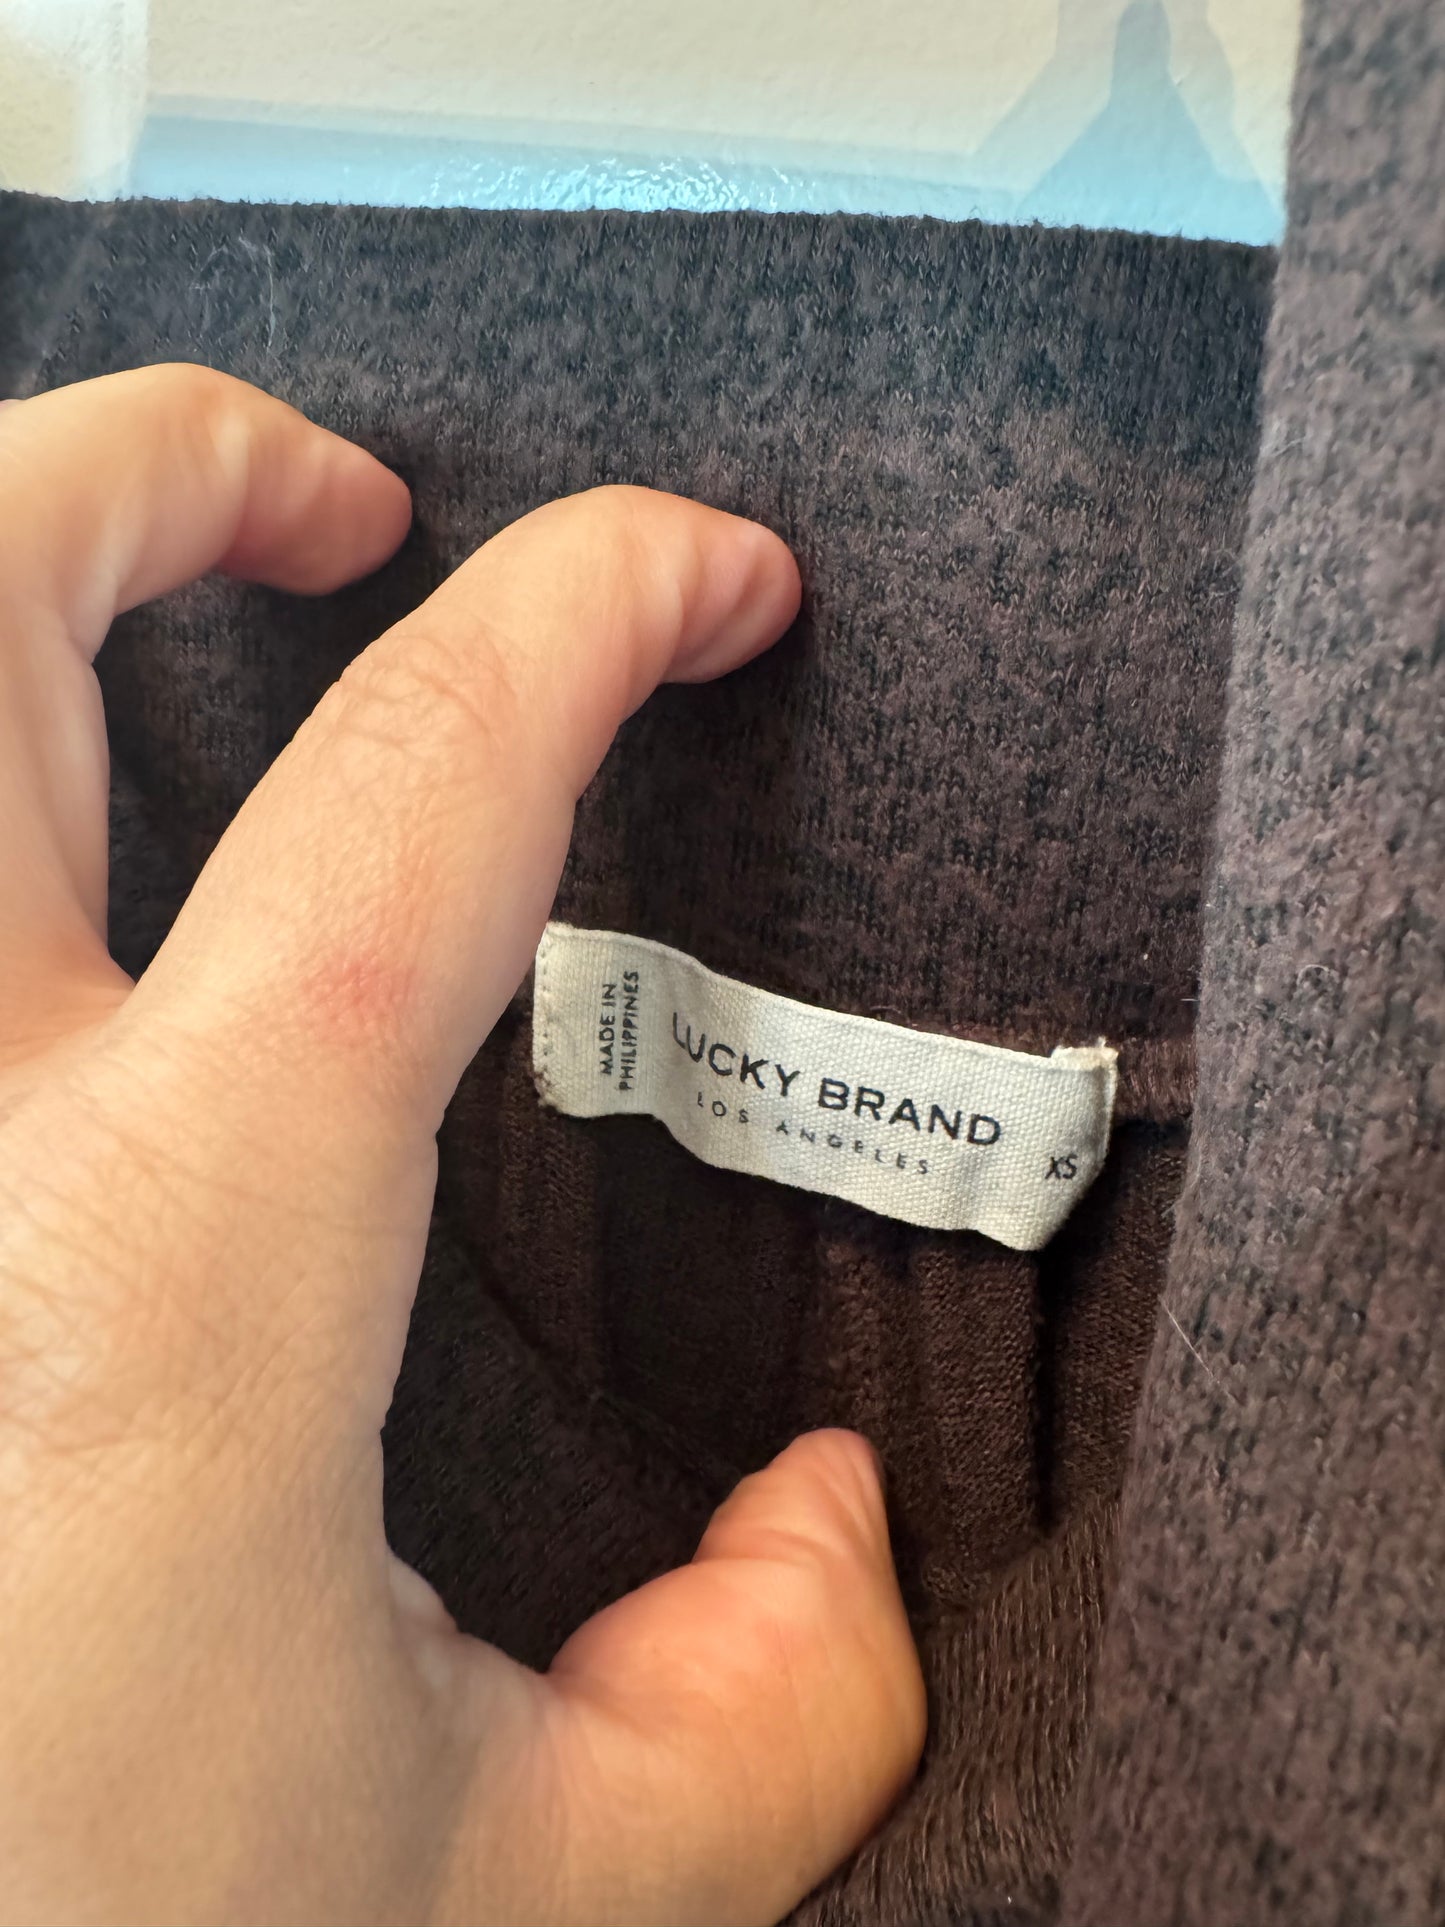 MADE IN
PHILIPPINES
LUCKY BRAND
LOS ANGELES
XS